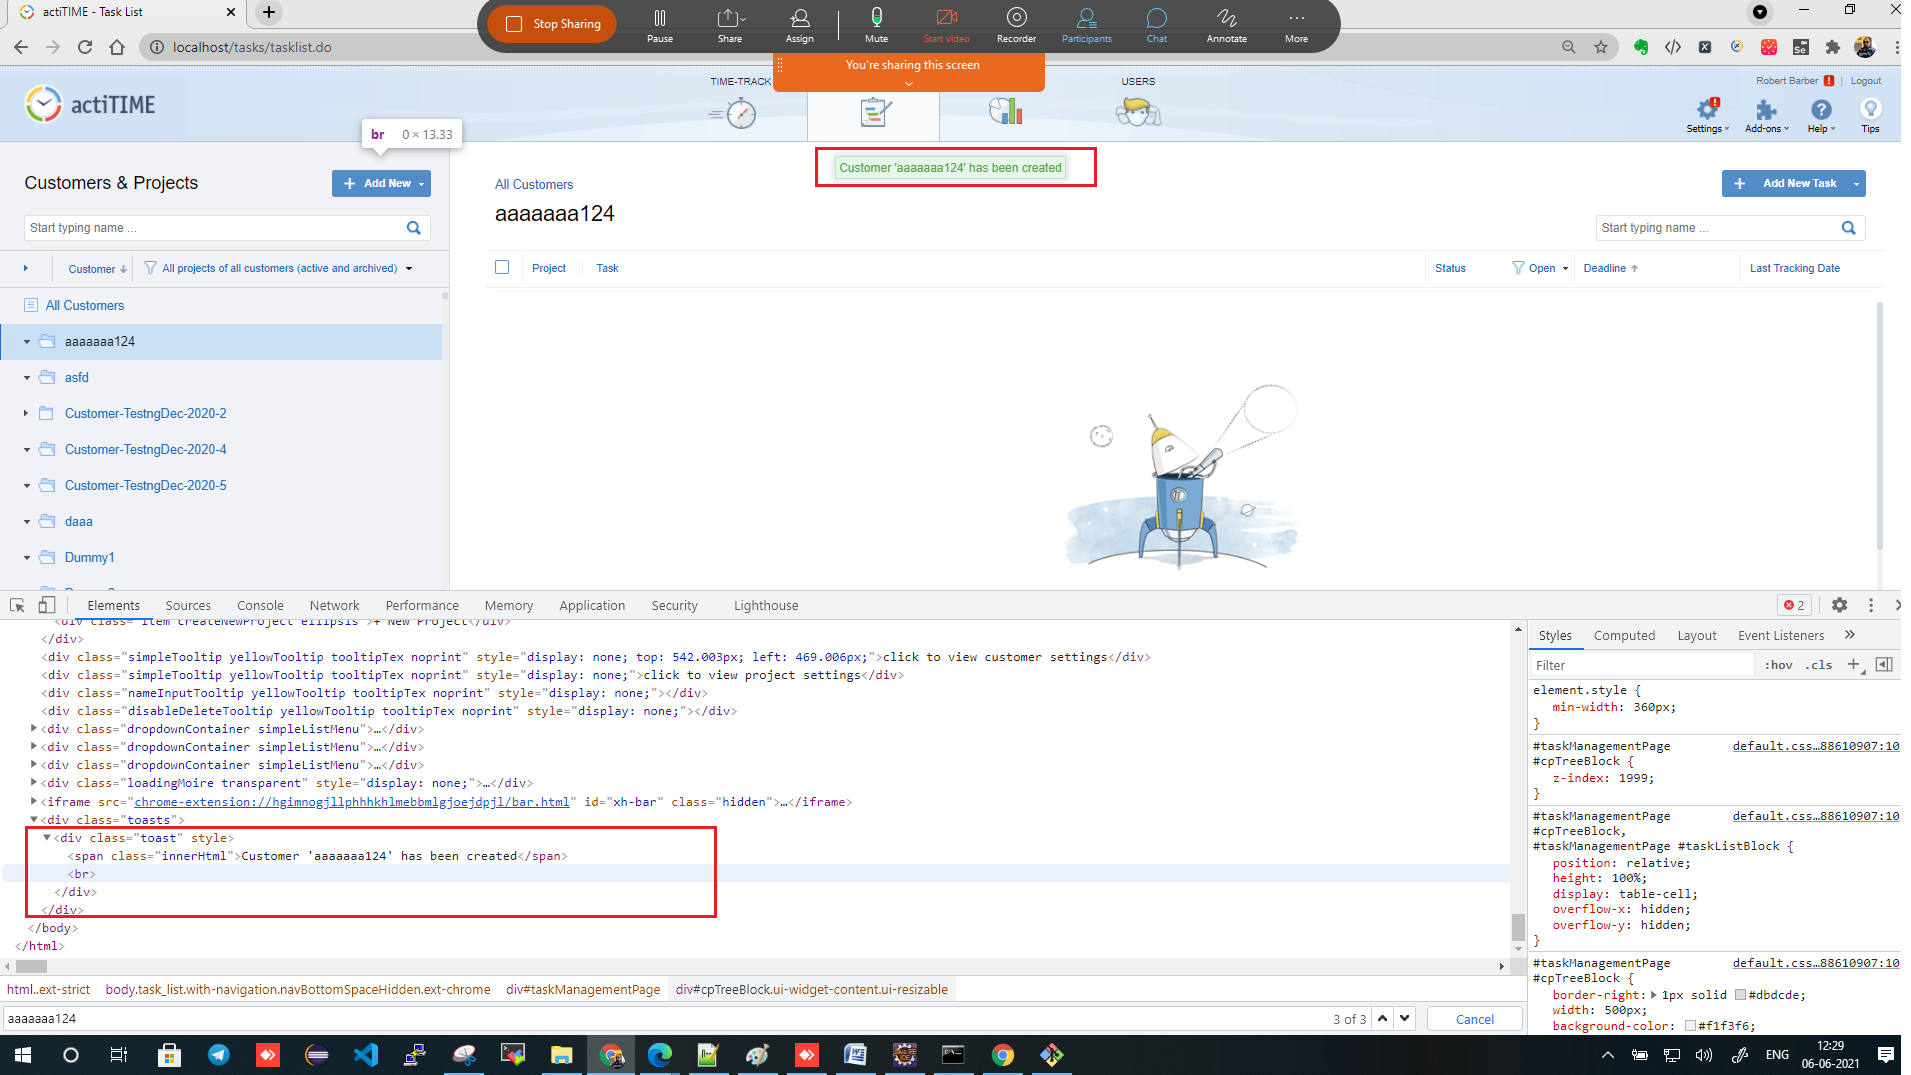 actiTIME - Task List
Stop Sharing
Pause
Share
Assign
Mute
Start video
Recorder
Participants
Chat
Annotate
More
localhost/tasks/tasklist.do
You're sharing this screen
actiTIME
TIME-TRACK
USERS
Robert Barber
Logout
Settings
Add-ons
Help
Tips
br 0 × 13.33
Customers & Projects
Add New
Start typing name ...
Customer
All projects of all customers (active and archived)
All Customers
aaaaaaa124
asfd
Customer-TestngDec-2020-2
Customer-TestngDec-2020-4
Customer-TestngDec-2020-5
daaa
Dummy1
Customer 'aaaaaaa124' has been created
All Customers
aaaaaaa124
Add New Task
Start typing name ...
Project
Task
Status
Open
Deadline
Last Tracking Date
Elements Sources Console Network Performance Memory Application Security Lighthouse
2
<div class="item createNewProject ellipsis">+ New Project</div>
</div>
<div class="simpleTooltip yellowTooltip tooltipTex noprint" style="display: none; top: 542.003px; left: 469.006px;">click to view customer settings</div>
<div class="simpleTooltip yellowTooltip tooltipTex noprint" style="display: none;">click to view project settings</div>
<div class="nameInputTooltip yellowTooltip tooltipTex noprint" style="display: none;"></div>
<div class="disableDeleteTooltip yellowTooltip tooltipTex noprint" style="display: none;"></div>
<div class="dropdownContainer simpleListMenu">…</div>
<div class="dropdownContainer simpleListMenu">…</div>
<div class="dropdownContainer simpleListMenu">…</div>
<div class="loadingMoire transparent" style="display: none;">…</div>
<iframe src="chrome-extension://hgimnogjllphhhkhlmebbmlgjoejdpjl/bar.html" id="xh-bar" class="hidden">…</iframe>
<div class="toasts">
<div class="toast" style>
<span class="innerHtml">Customer 'aaaaaaa124' has been created</span>
<br>
</div>
</div>
</body>
</html>
html..ext-strict body.task_list.with-navigation.navBottomSpaceHidden.ext-chrome div#taskManagementPage div#cpTreeBlock.ui-widget-content.ui-resizable
aaaaaaa124
3 of 3
Cancel
Styles Computed Layout Event Listeners »
Filter
:hov .cls +
element.style {
min-width: 360px;
}
#taskManagementPage default.css…88610907:10
#cpTreeBlock {
z-index: 1999;
}
#taskManagementPage default.css…88610907:10
#cpTreeBlock,
#taskManagementPage #taskListBlock {
position: relative;
height: 100%;
display: table-cell;
overflow-x: hidden;
overflow-y: hidden;
}
#taskManagementPage default.css…88610907:10
#cpTreeBlock {
border-right: 1px solid #dbdcde;
width: 500px;
background-color: #f1f3f6;
ENG
12:29
06-06-2021